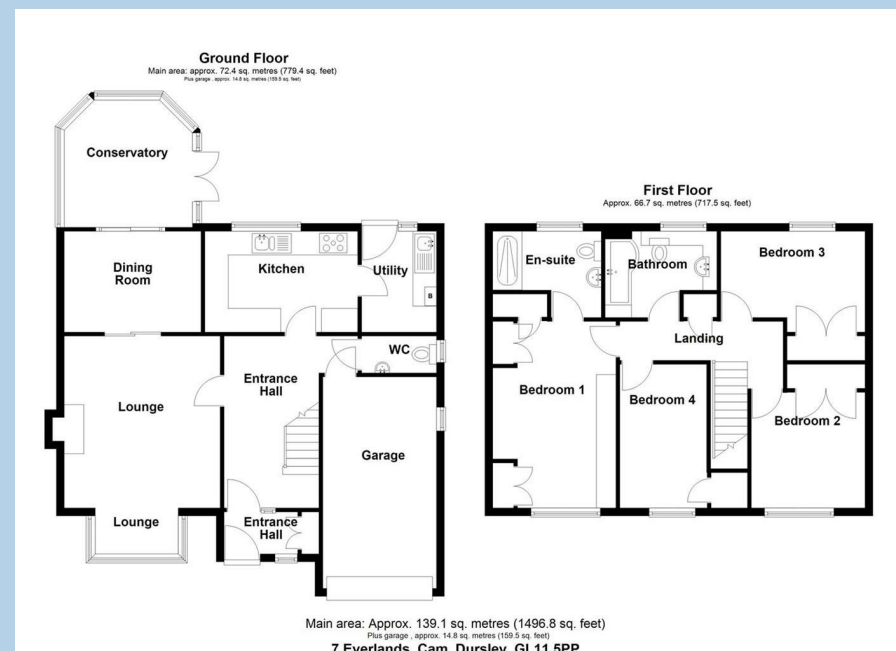 Ground Floor
Main area: approx. 72.4 sq. metres (779.4 sq. feet)
Plus garage , approx. 14.8 sq. metres (159.5 sq. feet)
Conservatory
Dining
Room
Kitchen
Utility
B
WC
Entrance
Hall
Lounge
Garage
Lounge
Entrance
Hall
First Floor
Approx. 66.7 sq. metres (717.5 sq. feet)
En-suite
Bathroom
Bedroom 3
Landing
Bedroom 1
Bedroom 4
Bedroom 2
Main area: Approx. 139.1 sq. metres (1496.8 sq. feet)
Plus garage , approx. 14.8 sq. metres (159.5 sq. feet)
7 Everlands, Cam, Dursley, GL11 5PP